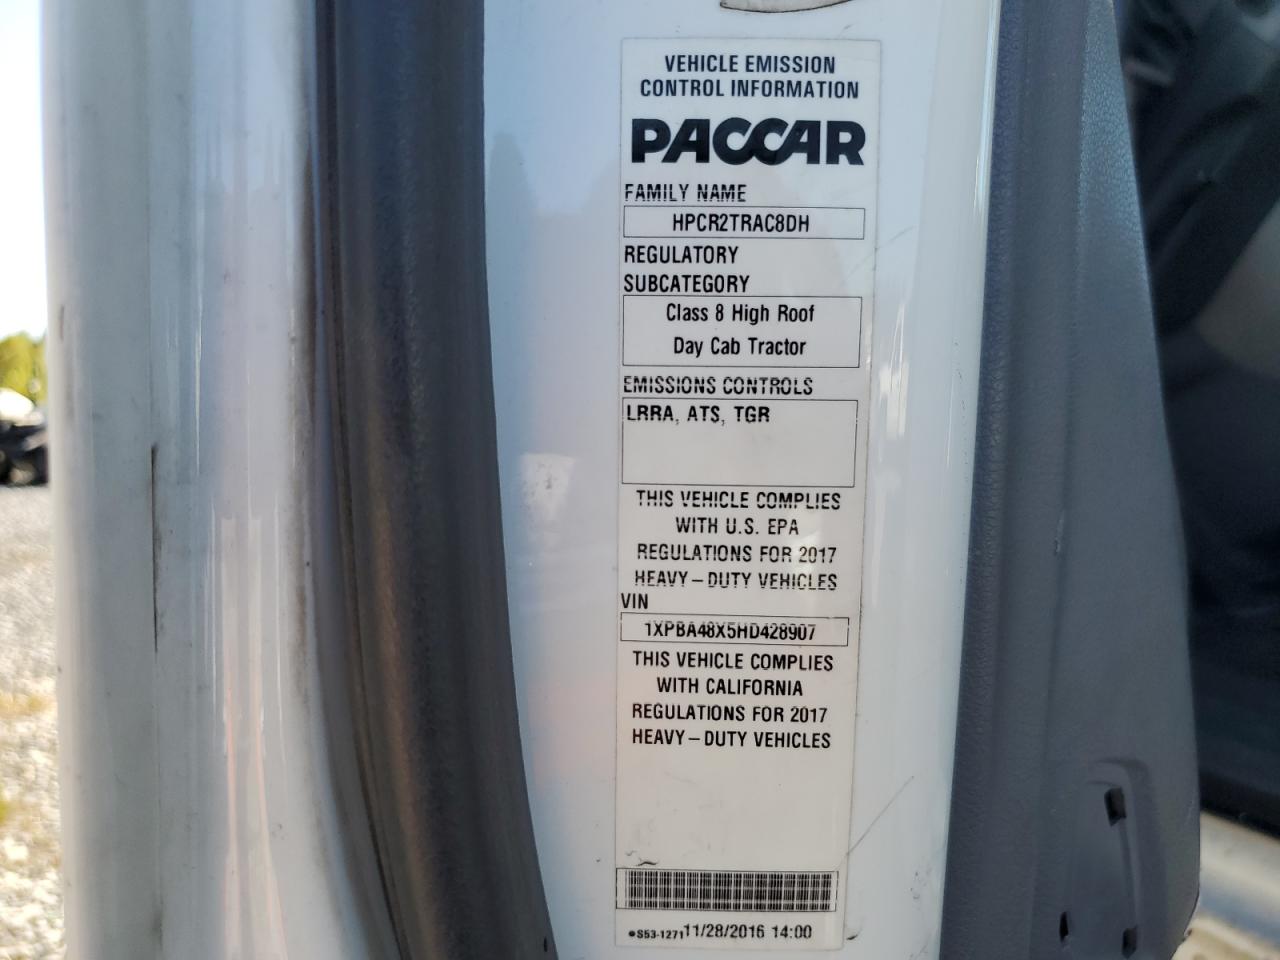 VEHICLE EMISSION
CONTROL INFORMATION
PACCAR
FAMILY NAME
HPCR2TRAC8DH
REGULATORY
SUBCATEGORY
Class 8 High Roof
Day Cab Tractor
EMISSIONS CONTROLS
LRRA, ATS, TGR
THIS VEHICLE COMPLIES
WITH U.S. EPA
REGULATIONS FOR 2017
HEAVY-DUTY VEHICLES
VIN
1XPBA48X5HD428907
THIS VEHICLE COMPLIES
WITH CALIFORNIA
REGULATIONS FOR 2017
HEAVY-DUTY VEHICLES
•S53-1271 11/28/2016 14:00